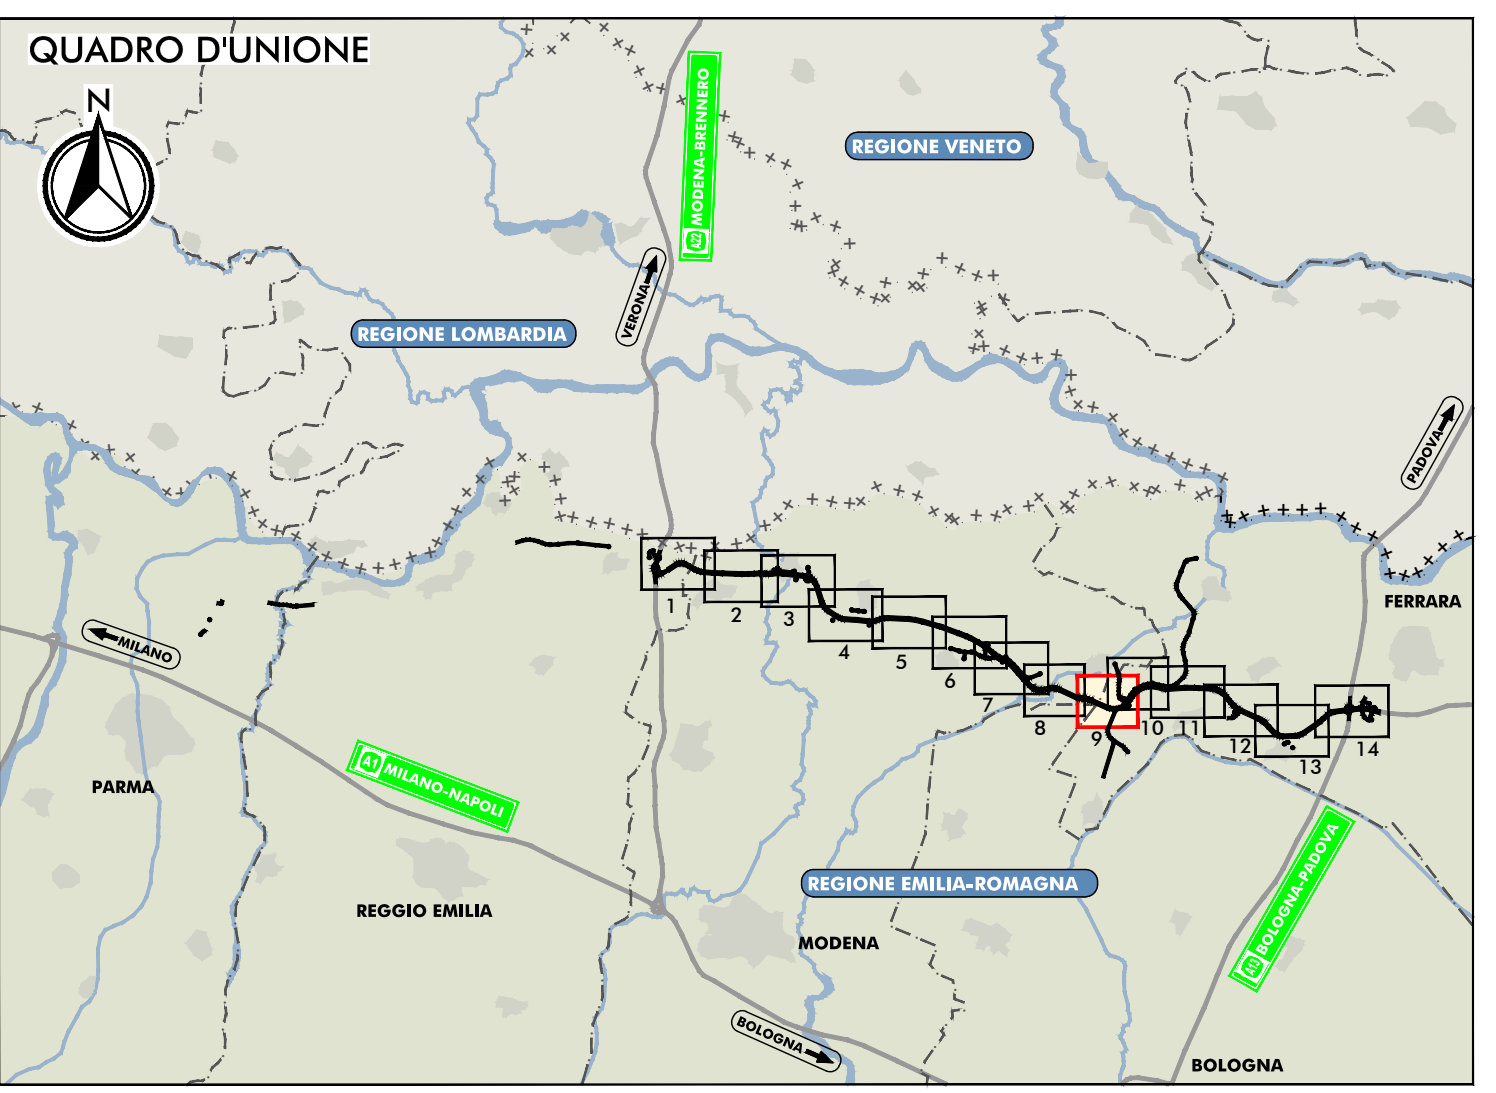 QUADRO D'UNIONE
N
A22 MODENA-BRENNERO
REGIONE VENETO
VERONA
REGIONE LOMBARDIA
PADOVA
FERRARA
1
2
3
4
5
6
7
8
9
10
11
12
13
14
MILANO
PARMA
A1 MILANO-NAPOLI
REGGIO EMILIA
REGIONE EMILIA-ROMAGNA
MODENA
A13 BOLOGNA-PADOVA
BOLOGNA
BOLOGNA